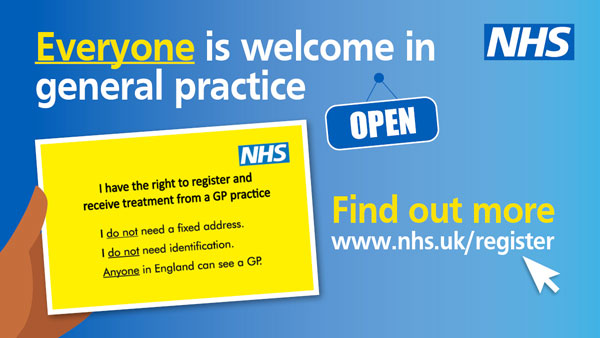 Everyone is welcome in
general practice
NHS
OPEN
NHS
I have the right to register and
receive treatment from a GP practice
I do not need a fixed address.
I do not need identification.
Anyone in England can see a GP.
Find out more
www.nhs.uk/register